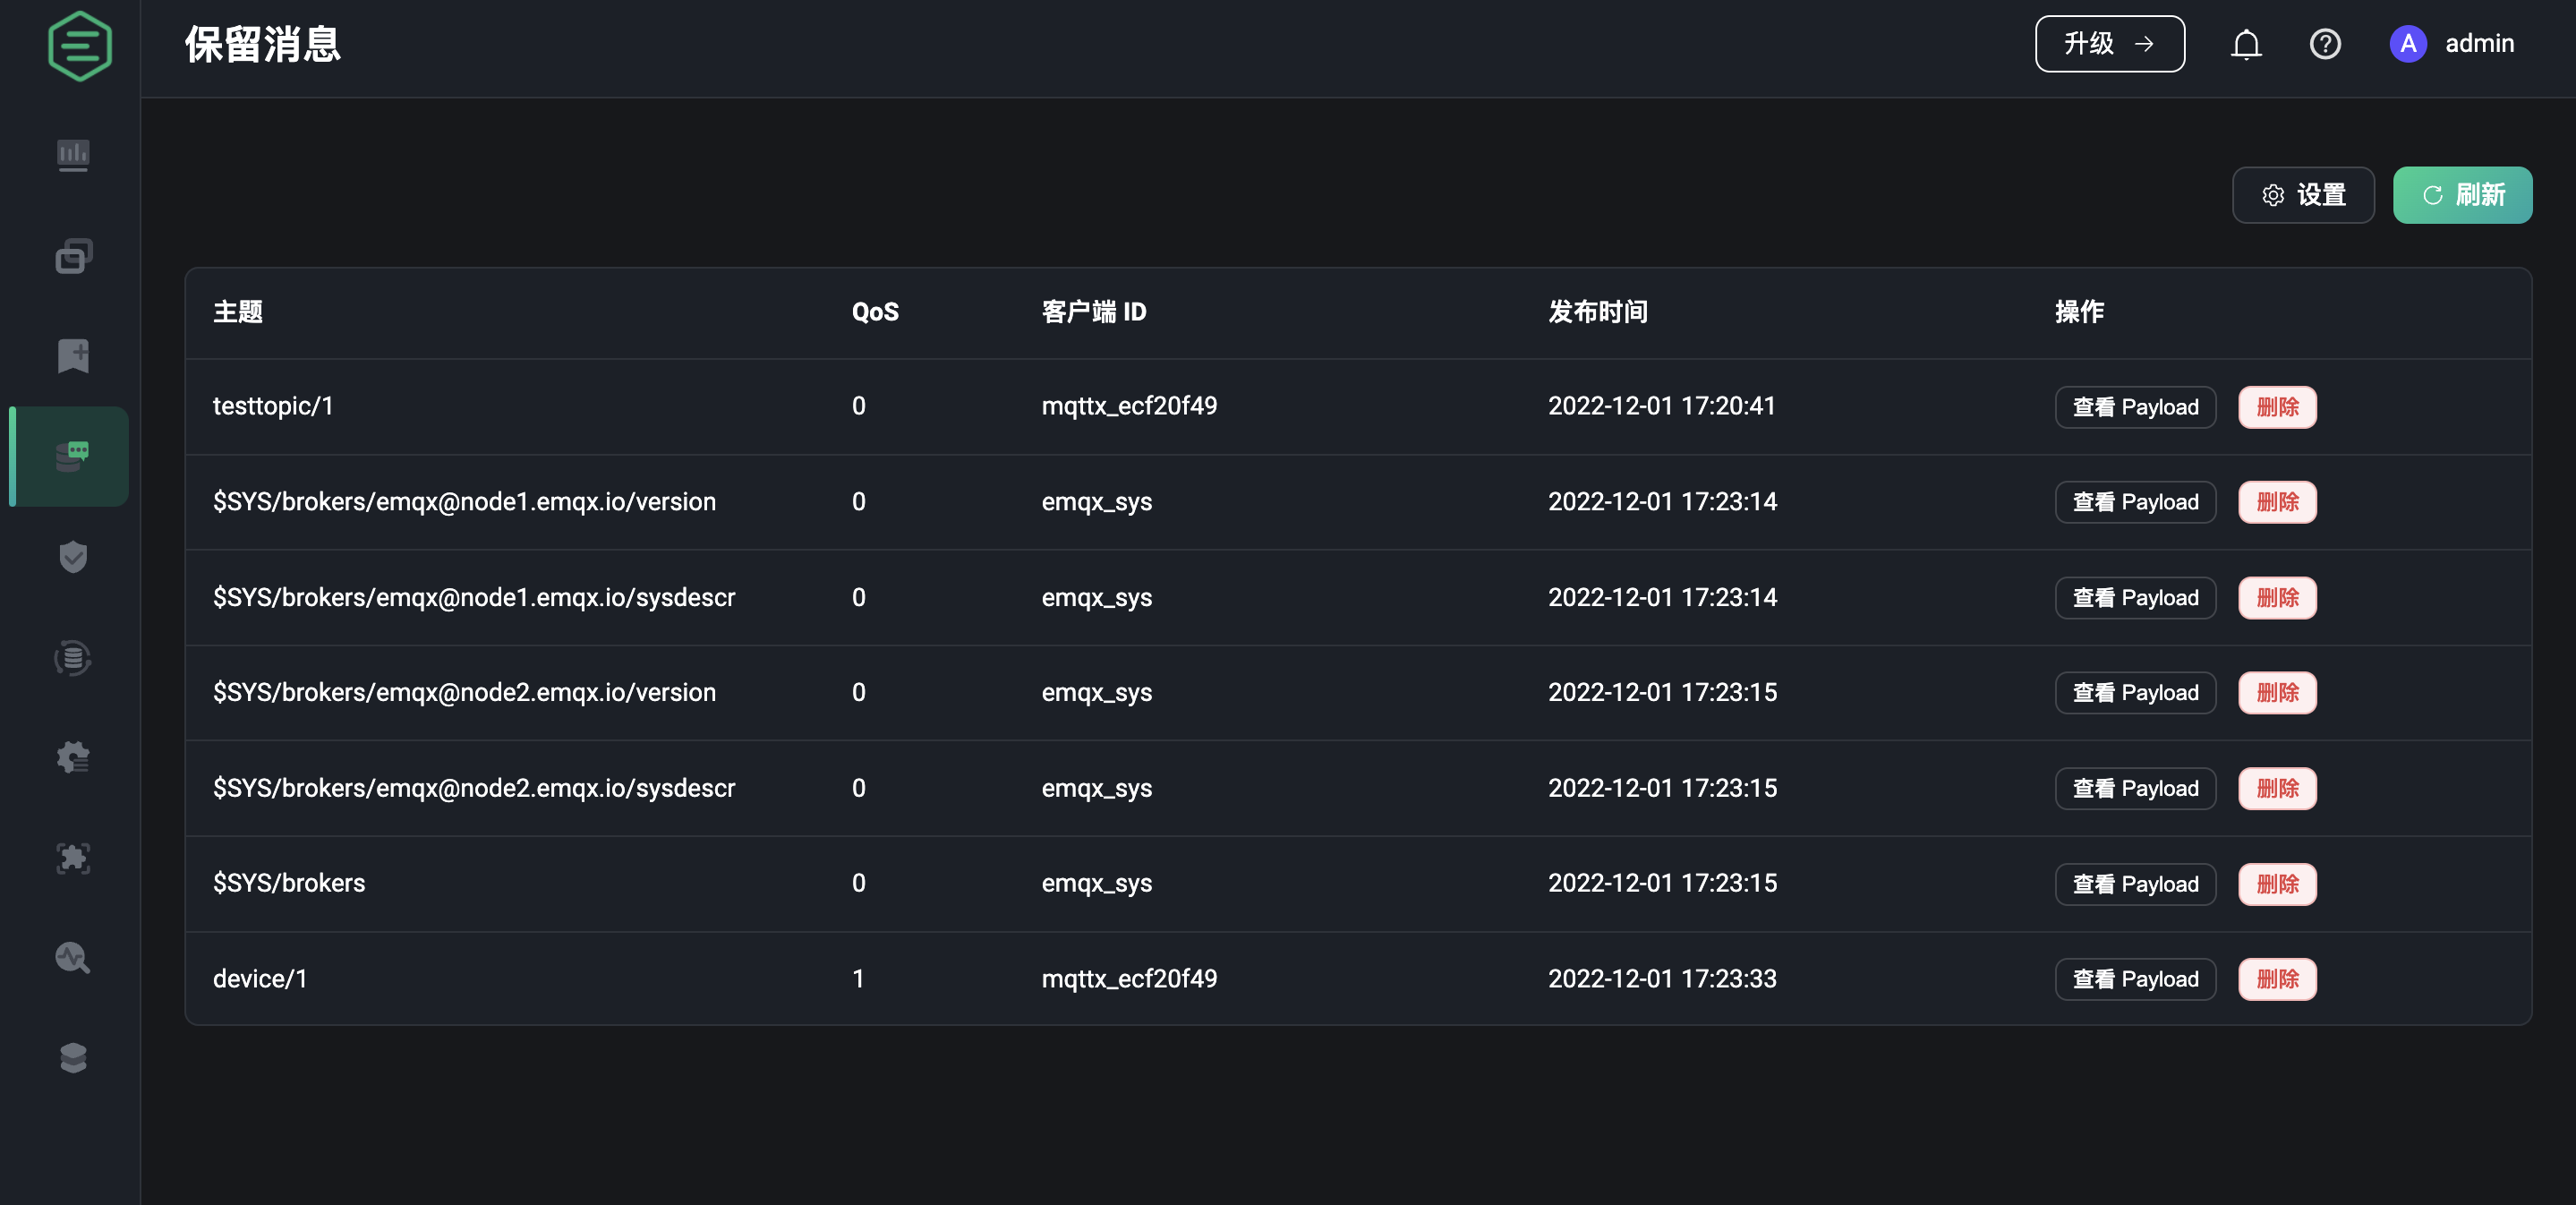 保留消息
升级 →
A admin
设置 刷新
主题 QoS 客户端 ID 发布时间 操作
testtopic/1 0 mqttx_ecf20f49 2022-12-01 17:20:41 查看 Payload 删除
$SYS/brokers/emqx@node1.emqx.io/version 0 emqx_sys 2022-12-01 17:23:14 查看 Payload 删除
$SYS/brokers/emqx@node1.emqx.io/sysdescr 0 emqx_sys 2022-12-01 17:23:14 查看 Payload 删除
$SYS/brokers/emqx@node2.emqx.io/version 0 emqx_sys 2022-12-01 17:23:15 查看 Payload 删除
$SYS/brokers/emqx@node2.emqx.io/sysdescr 0 emqx_sys 2022-12-01 17:23:15 查看 Payload 删除
$SYS/brokers 0 emqx_sys 2022-12-01 17:23:15 查看 Payload 删除
device/1 1 mqttx_ecf20f49 2022-12-01 17:23:33 查看 Payload 删除